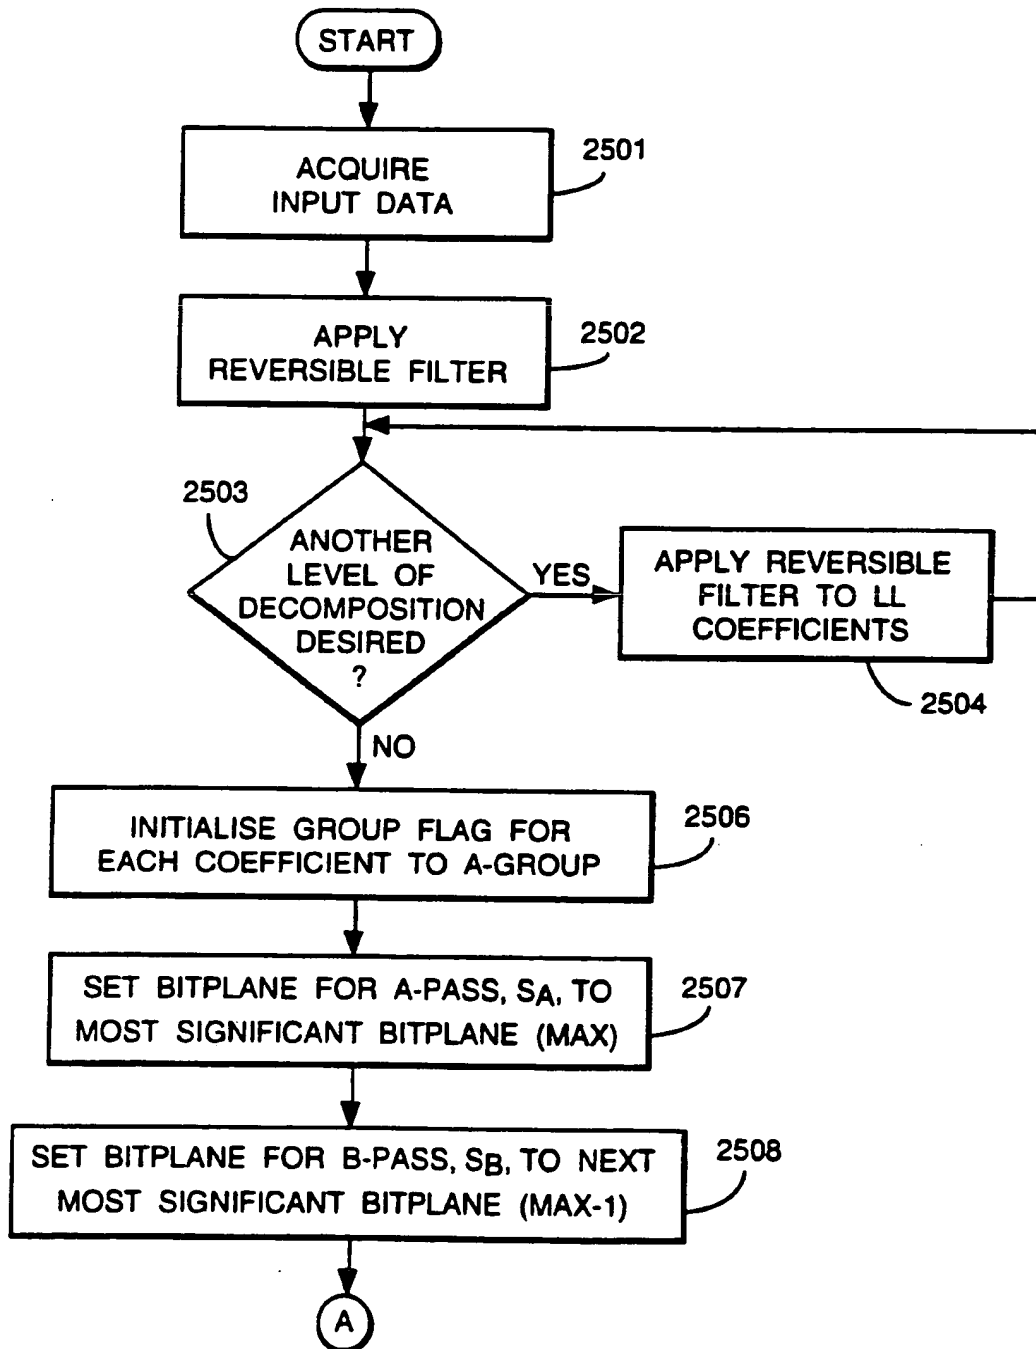 START
ACQUIRE
INPUT DATA
2501
APPLY
REVERSIBLE FILTER
2502
2503
ANOTHER
LEVEL OF
DECOMPOSITION
DESIRED
?
YES
APPLY REVERSIBLE
FILTER TO LL
COEFFICIENTS
2504
NO
INITIALISE GROUP FLAG FOR
EACH COEFFICIENT TO A-GROUP
2506
SET BITPLANE FOR A-PASS, SA, TO
MOST SIGNIFICANT BITPLANE (MAX)
2507
SET BITPLANE FOR B-PASS, SB, TO NEXT
MOST SIGNIFICANT BITPLANE (MAX-1)
2508
A